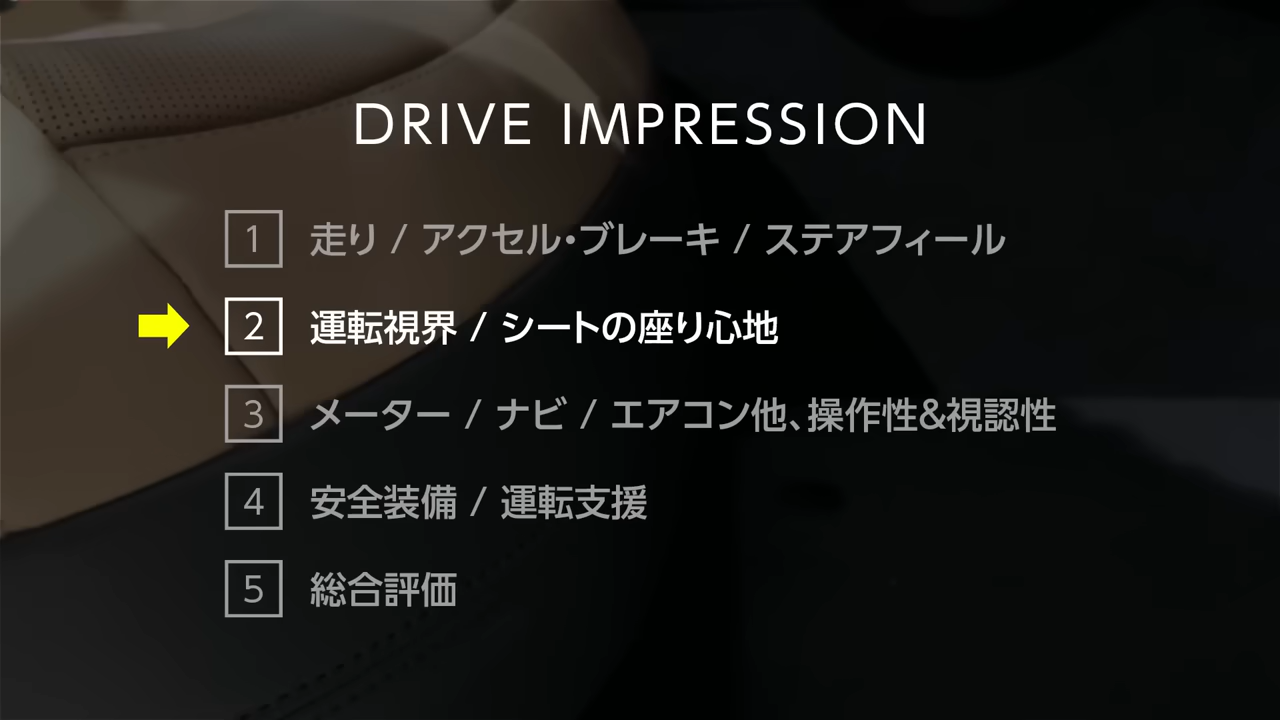 DRIVE IMPRESSION
1 走り / アクセル・ブレーキ / ステアフィール
2 運転視界 / シートの座り心地
3 メーター / ナビ / エアコン他、操作性&視認性
4 安全装備 / 運転支援
5 総合評価